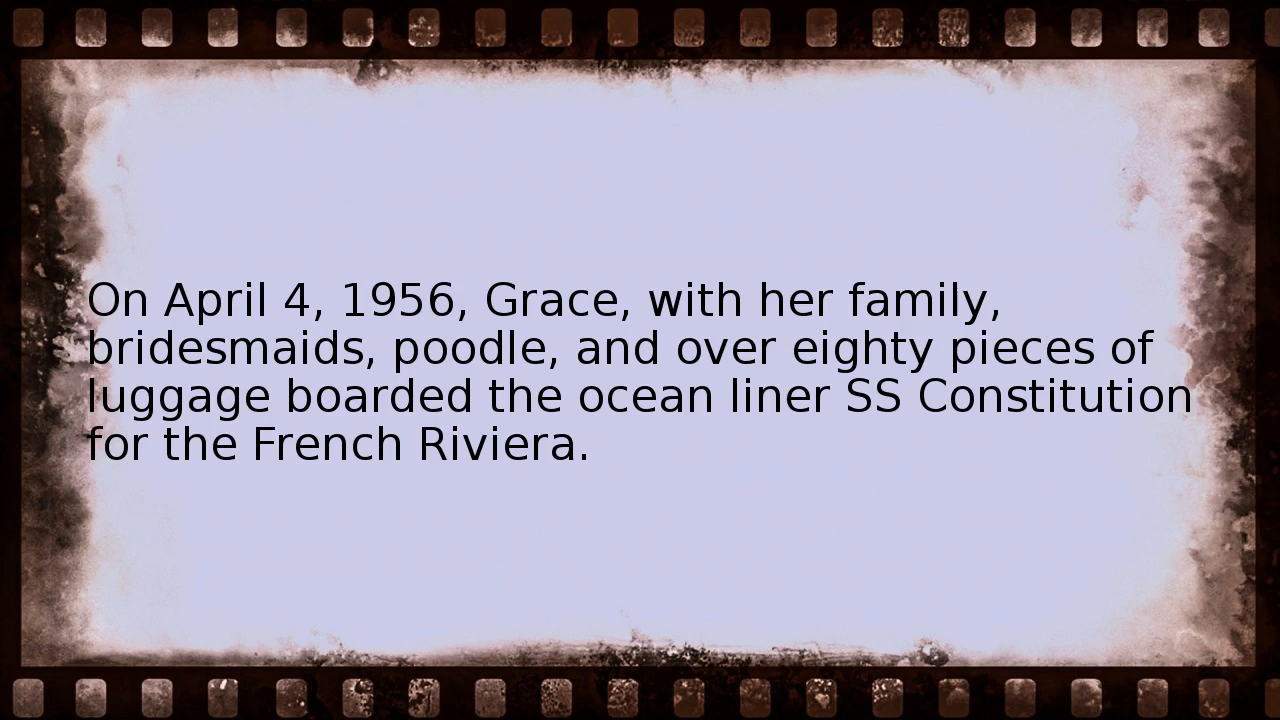 On April 4, 1956, Grace, with her family,
bridesmaids, poodle, and over eighty pieces of
luggage boarded the ocean liner SS Constitution
for the French Riviera.